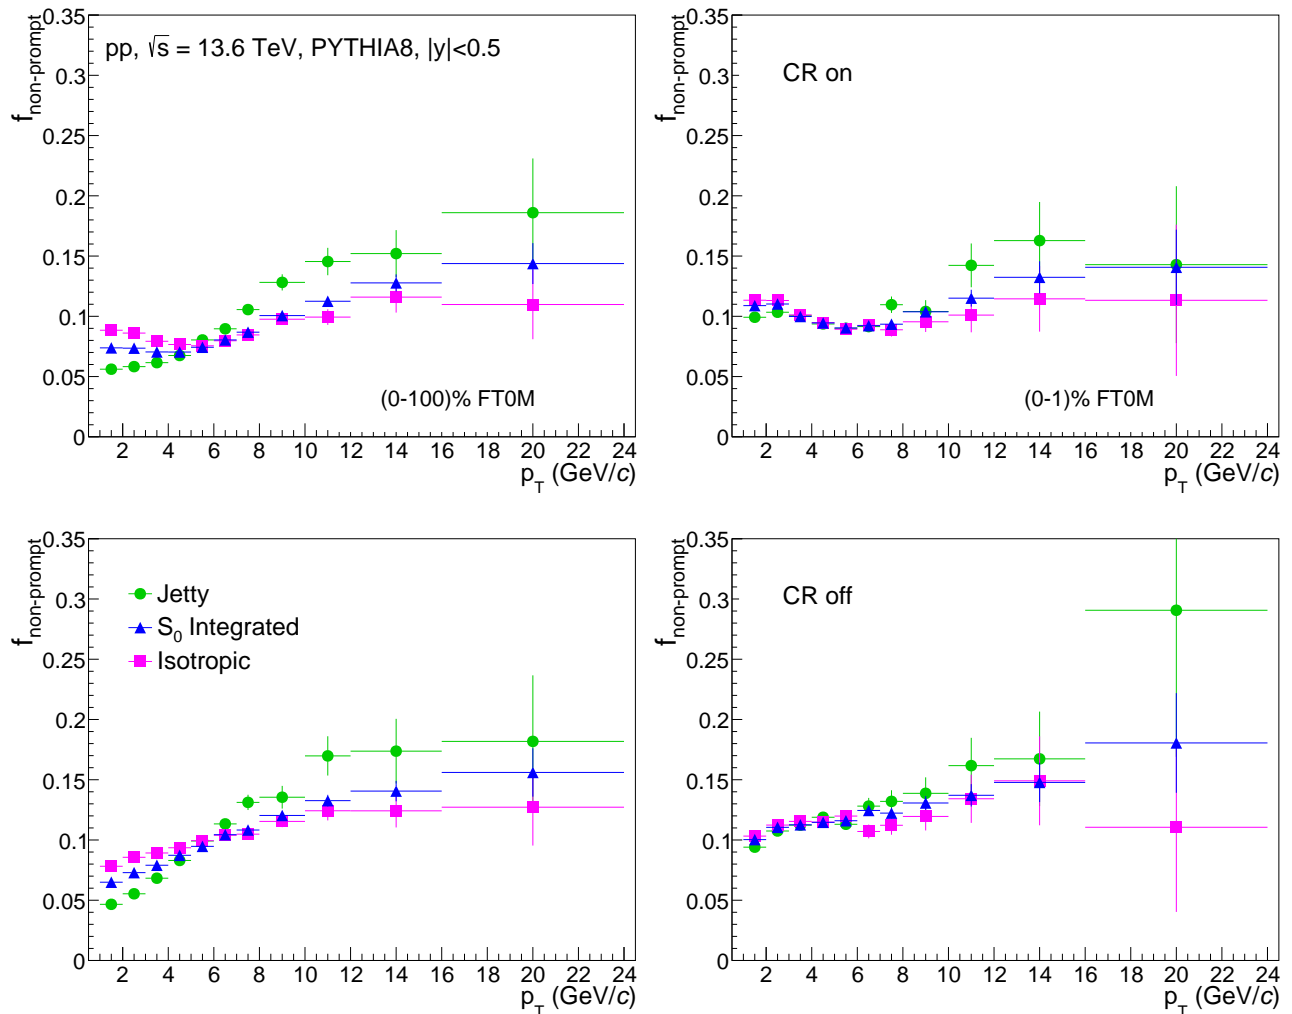 0.35
0.3
0.25
0.2
0.15
0.1
0.05
0
f_non-prompt
pp, √s = 13.6 TeV, PYTHIA8, |y|<0.5
(0-100)% FT0M
2 4 6 8 10 12 14 16 18 20 22 24
p_T (GeV/c)
0.35
0.3
0.25
0.2
0.15
0.1
0.05
0
f_non-prompt
CR on
(0-1)% FT0M
2 4 6 8 10 12 14 16 18 20 22 24
p_T (GeV/c)
0.35
0.3
0.25
0.2
0.15
0.1
0.05
0
f_non-prompt
Jetty
S_0 Integrated
Isotropic
2 4 6 8 10 12 14 16 18 20 22 24
p_T (GeV/c)
0.35
0.3
0.25
0.2
0.15
0.1
0.05
0
f_non-prompt
CR off
2 4 6 8 10 12 14 16 18 20 22 24
p_T (GeV/c)